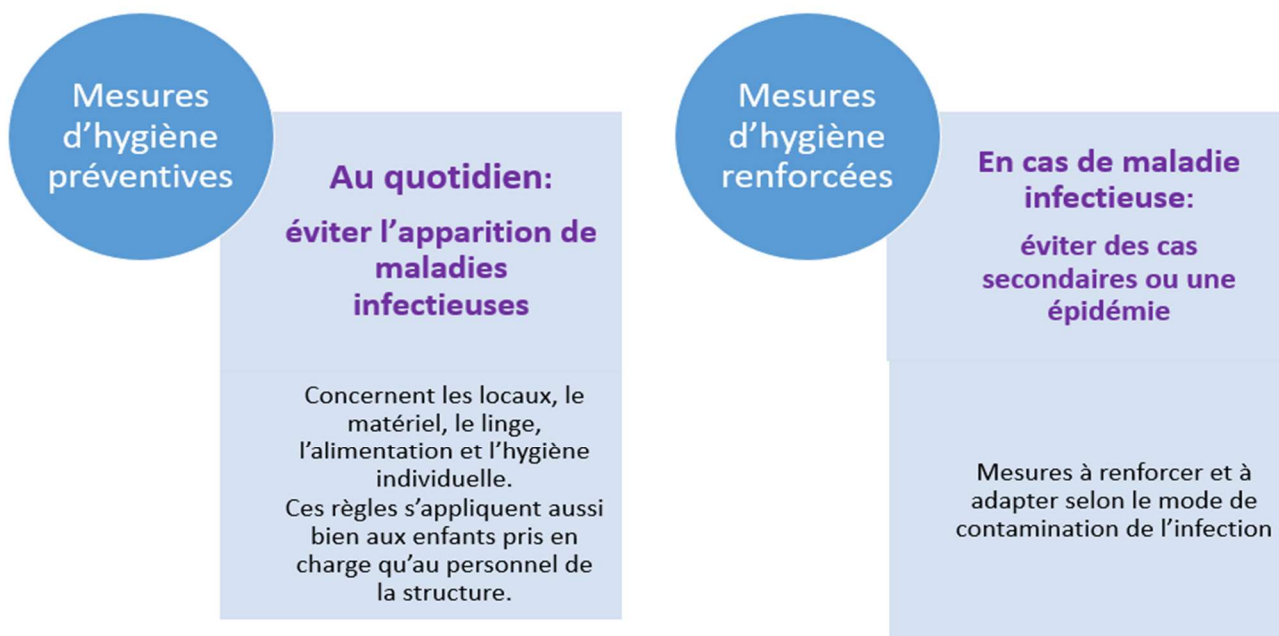 Mesures
d’hygiène
préventives
Au quotidien:
éviter l’apparition de
maladies
infectieuses
Concernent les locaux, le
matériel, le linge,
l’alimentation et l’hygiène
individuelle.
Ces règles s’appliquent aussi
bien aux enfants pris en
charge qu’au personnel de
la structure.
Mesures
d’hygiène
renforcées
En cas de maladie
infectieuse:
éviter des cas
secondaires ou une
épidémie
Mesures à renforcer et à
adapter selon le mode de
contamination de l’infection